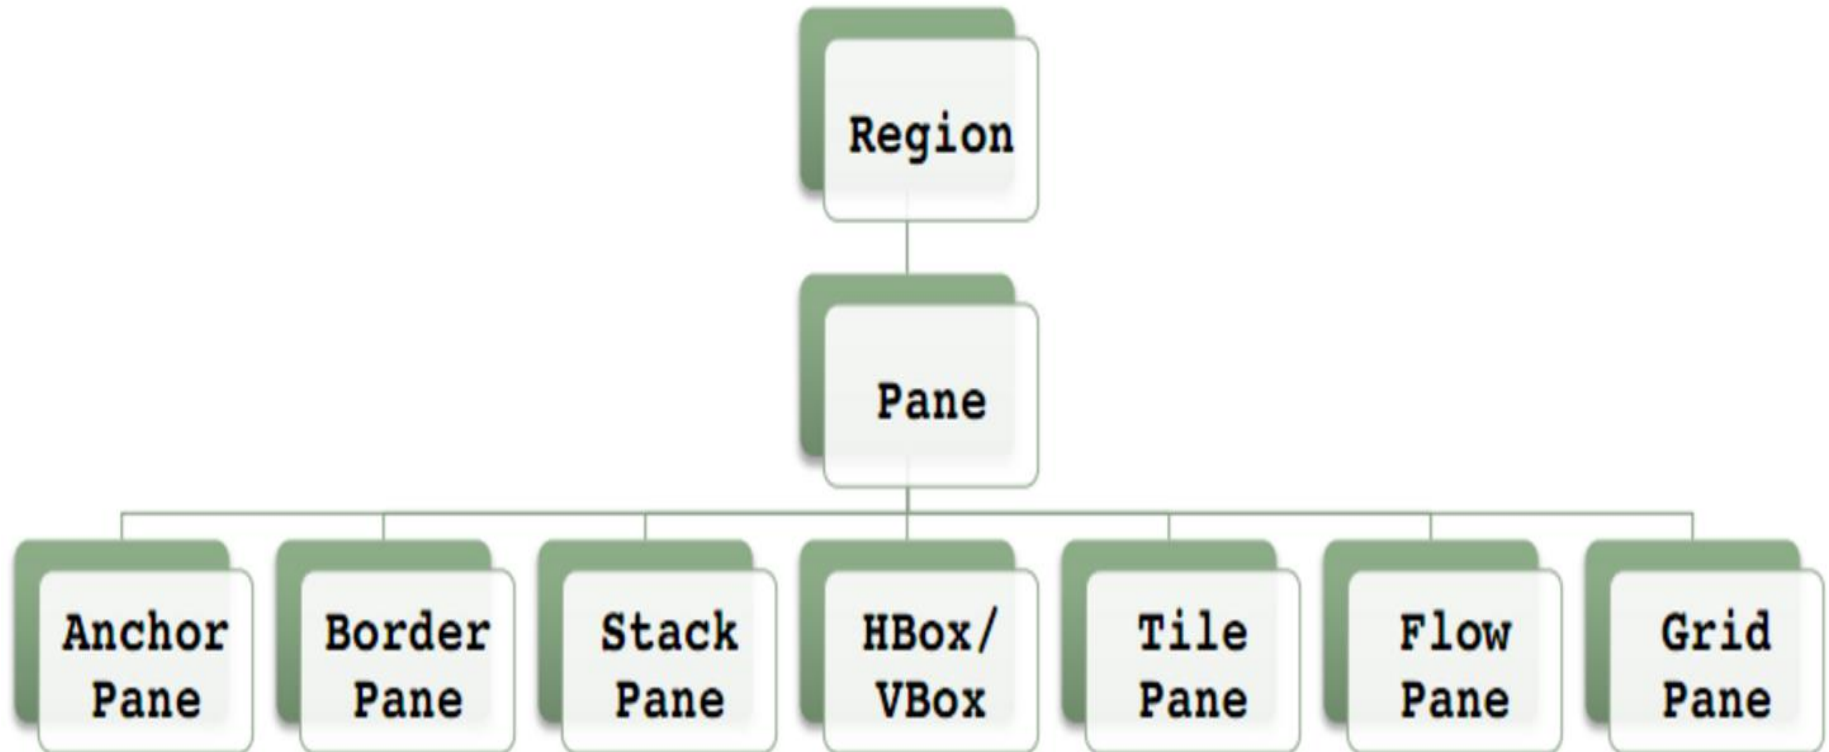 Region
Pane
Anchor
Pane
Border
Pane
Stack
Pane
HBox/
VBox
Tile
Pane
Flow
Pane
Grid
Pane